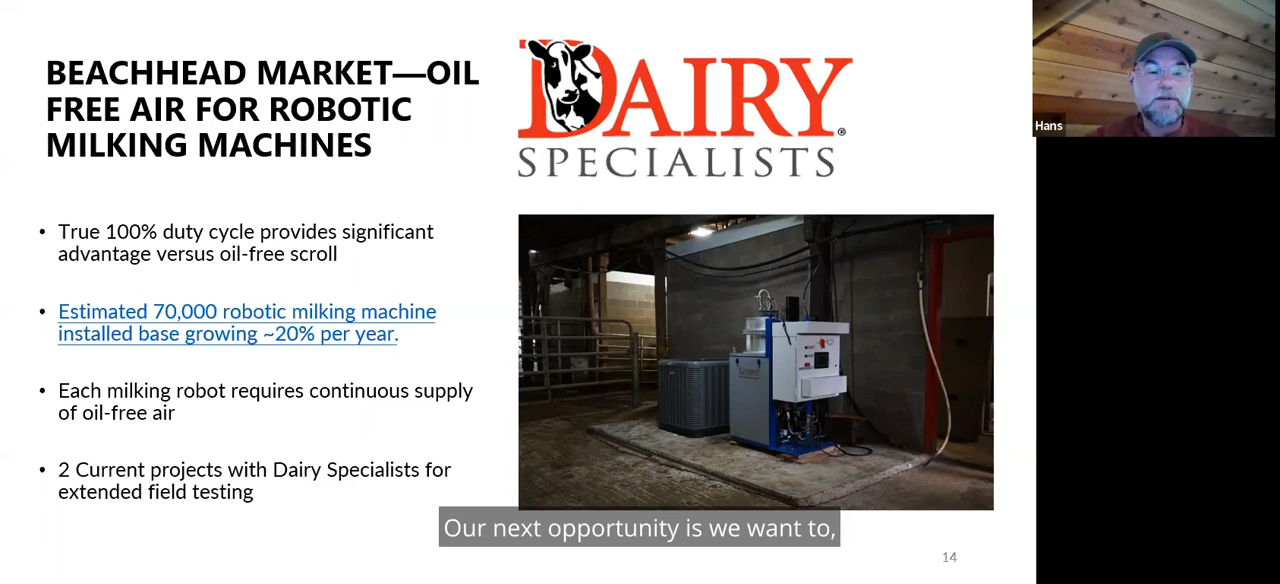 BEACHHEAD MARKET—OIL
FREE AIR FOR ROBOTIC
MILKING MACHINES
DAIRY®
SPECIALISTS
• True 100% duty cycle provides significant
advantage versus oil-free scroll
• Estimated 70,000 robotic milking machine
installed base growing ~20% per year.
• Each milking robot requires continuous supply
of oil-free air
• 2 Current projects with Dairy Specialists for
extended field testing
Our next opportunity is we want to,
14
Hans